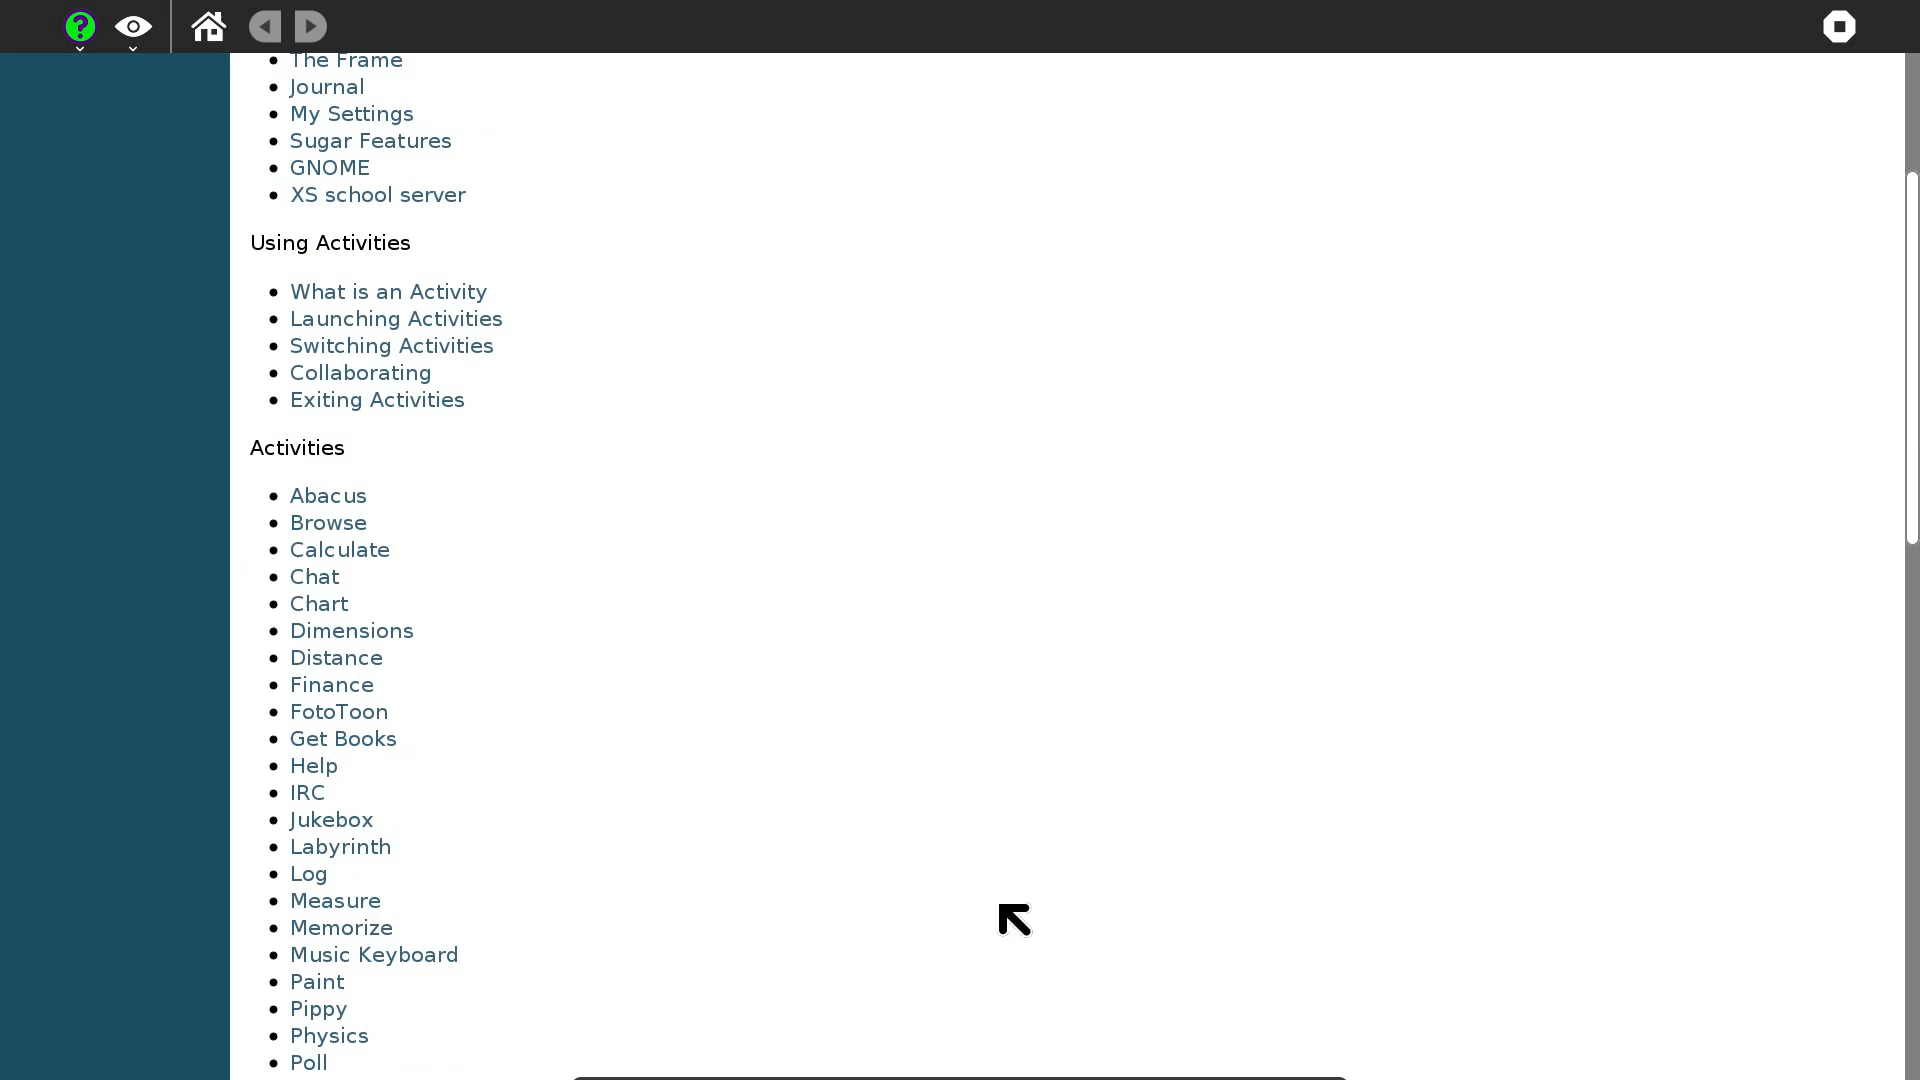 The Frame
Journal
My Settings
Sugar Features
GNOME
XS school server
Using Activities
What is an Activity
Launching Activities
Switching Activities
Collaborating
Exiting Activities
Activities
Abacus
Browse
Calculate
Chat
Chart
Dimensions
Distance
Finance
FotoToon
Get Books
Help
IRC
Jukebox
Labyrinth
Log
Measure
Memorize
Music Keyboard
Paint
Pippy
Physics
Poll